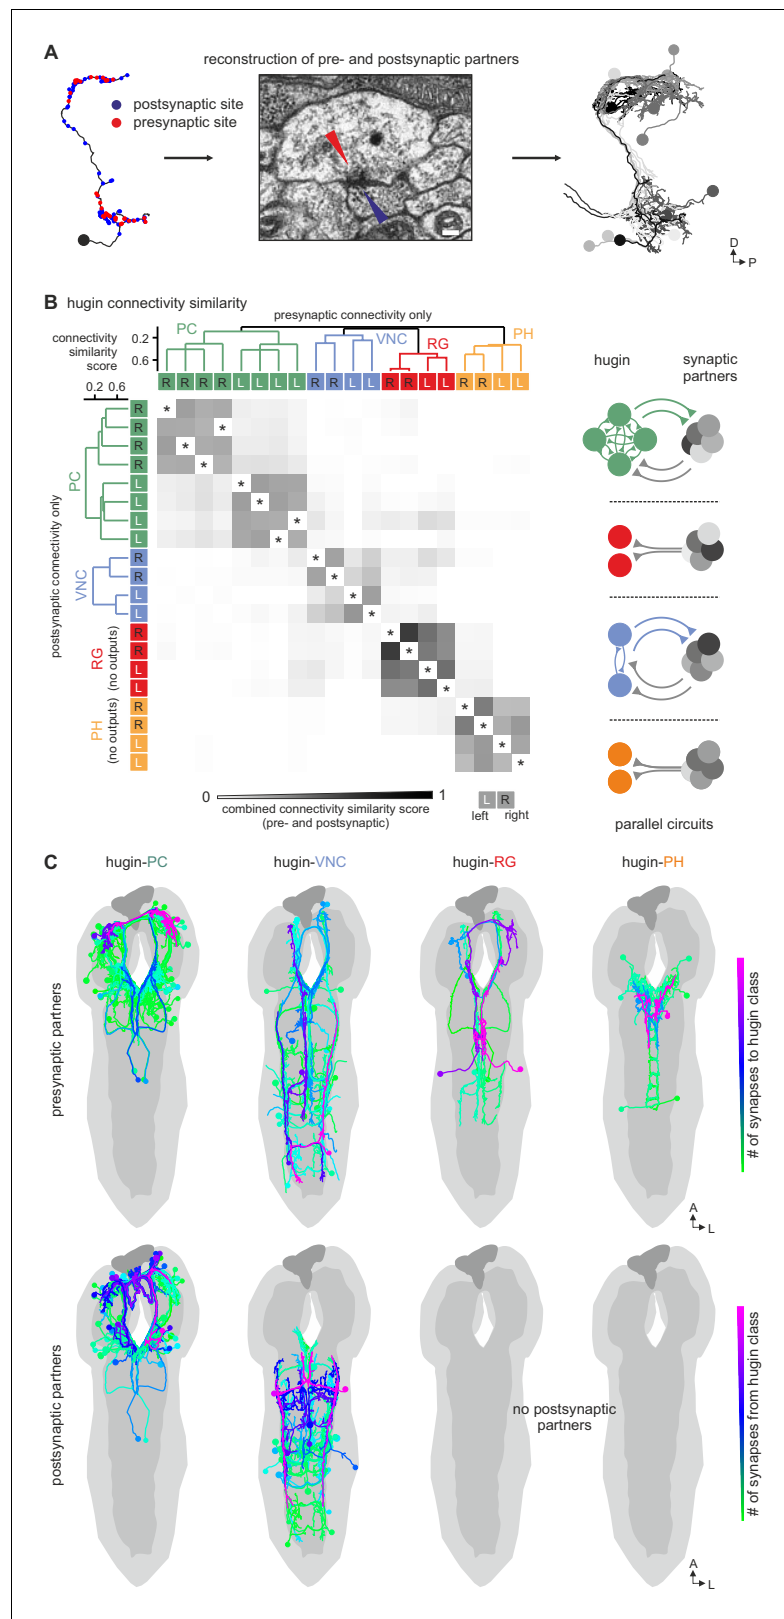 A
reconstruction of pre- and postsynaptic partners
postsynaptic site
presynaptic site
D
P
B hugin connectivity similarity
presynaptic connectivity only
connectivity
similarity
score
0.2
0.6
PC
VNC
RG
PH
0.2 0.6
R R R R L L L L R R L L R R L L R R L L
hugin
synaptic
partners
postsynaptic connectivity only
PC
VNC
RG
(no outputs)
PH
(no outputs)
R *
R *
R *
R *
L *
L *
L *
L *
R *
R *
L *
L *
R *
R *
L *
L *
R *
R *
L *
L *
0 1
combined connectivity similarity score
(pre- and postsynaptic)
L R
left right
parallel circuits
C
hugin-PC hugin-VNC hugin-RG hugin-PH
presynaptic partners
# of synapses to hugin class
A
L
postsynaptic partners
no postsynaptic
partners
# of synapses from hugin class
A
L